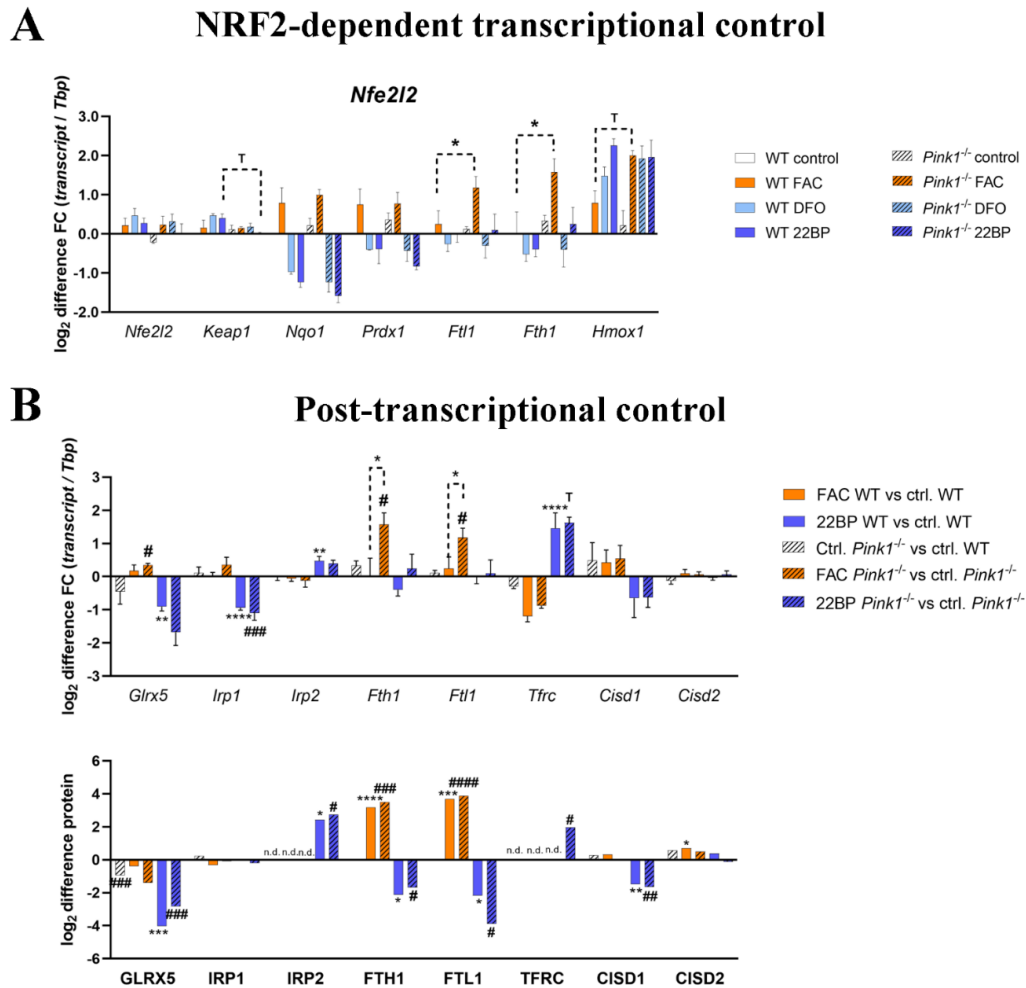 A
NRF2-dependent transcriptional control
Nfe2l2
log2 difference FC (transcript / Tbp)
3.0
2.0
1.0
0.0
-1.0
-2.0
T
*
*
T
Nfe2l2 Keap1 Nqo1 Prdx1 Ftl1 Fth1 Hmox1
WT control Pink1-/- control
WT FAC Pink1-/- FAC
WT DFO Pink1-/- DFO
WT 22BP Pink1-/- 22BP
B
Post-transcriptional control
log2 difference FC (transcript / Tbp)
3
2
1
0
-1
-2
-3
# ** **** ### ** * # * # **** T
Glrx5 Irp1 Irp2 Fth1 Ftl1 Tfrc Cisd1 Cisd2
FAC WT vs ctrl. WT
22BP WT vs ctrl. WT
Ctrl. Pink1-/- vs ctrl. WT
FAC Pink1-/- vs ctrl. Pink1-/-
22BP Pink1-/- vs ctrl. Pink1-/-
log2 difference protein
6
4
2
0
-2
-4
-6
### *** ### n.d. n.d. n.d. * # **** ### * # *** #### * # n.d. n.d. n.d. # ** ## *
GLRX5 IRP1 IRP2 FTH1 FTL1 TFRC CISD1 CISD2